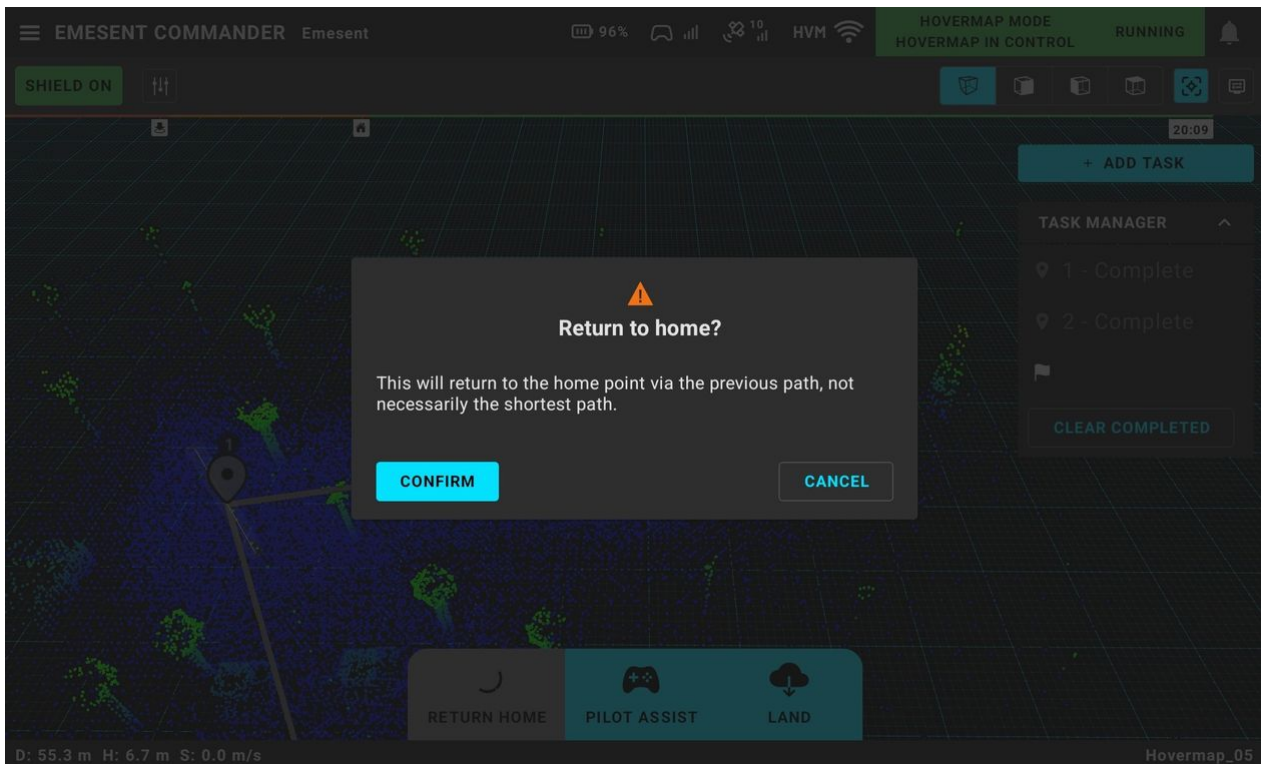 EMESENT COMMANDER Emesent
96%
10
HVM
HOVERMAP MODE
HOVERMAP IN CONTROL
RUNNING
SHIELD ON
20:09
+ ADD TASK
TASK MANAGER
1 - Complete
2 - Complete
CLEAR COMPLETED
Return to home?
This will return to the home point via the previous path, not
necessarily the shortest path.
CONFIRM
CANCEL
1
RETURN HOME
PILOT ASSIST
LAND
D: 55.3 m H: 6.7 m S: 0.0 m/s
Hovermap_05